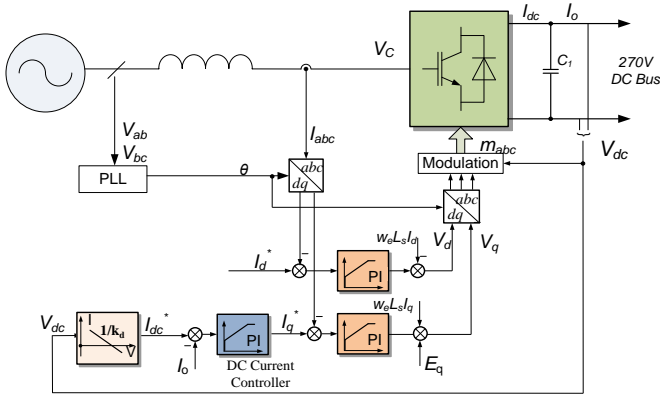 I_dc I_o
V_C
C_1
270V
DC Bus
V_ab
V_bc
I_abc
m_abc
V_dc
Modulation
PLL
θ
abc
dq
abc
dq
V_d V_q
w_eL_sI_d
I_d^*
−
−
PI
V_dc
I
1/k_d
V
I_dc^*
−
I_o
PI
DC Current
Controller
I_q^*
−
PI
w_eL_sI_q
E_q